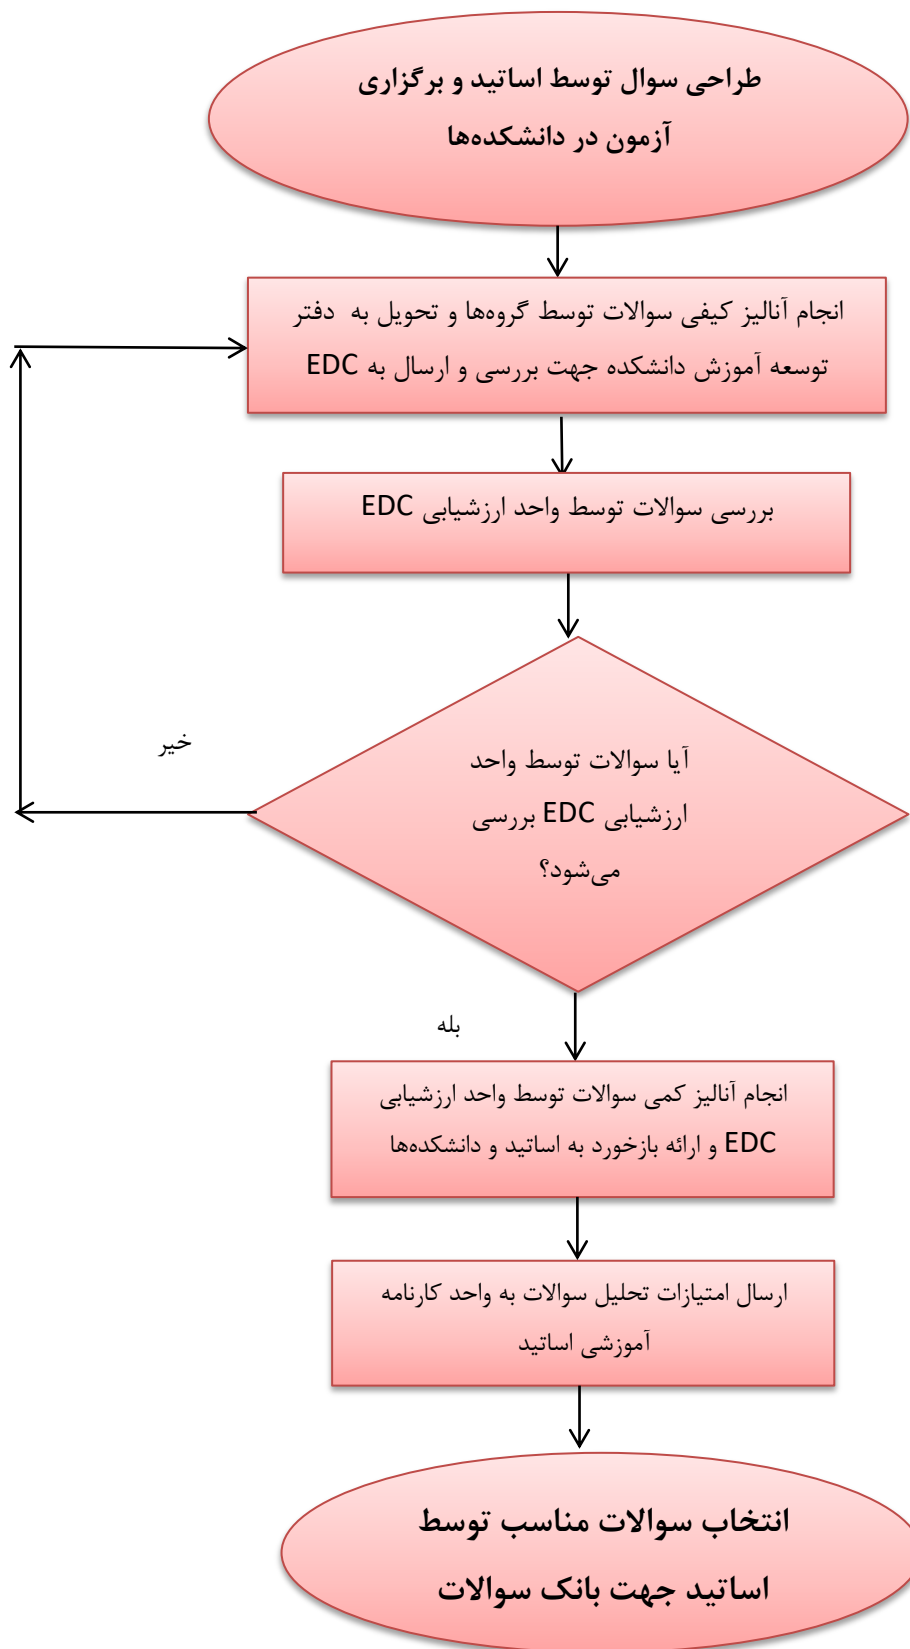 طراحی سوال توسط اساتید و برگزاری
آزمون در دانشکده‌ها
انجام آنالیز کیفی سوالات توسط گروه‌ها و تحویل به دفتر
توسعه آموزش دانشکده جهت بررسی و ارسال به EDC
بررسی سوالات توسط واحد ارزشیابی EDC
خیر
آیا سوالات توسط واحد
ارزشیابی EDC بررسی
می‌شود؟
بله
انجام آنالیز کمی سوالات توسط واحد ارزشیابی
EDC و ارائه بازخورد به اساتید و دانشکده‌ها
ارسال امتیازات تحلیل سوالات به واحد کارنامه
آموزشی اساتید
انتخاب سوالات مناسب توسط
اساتید جهت بانک سوالات